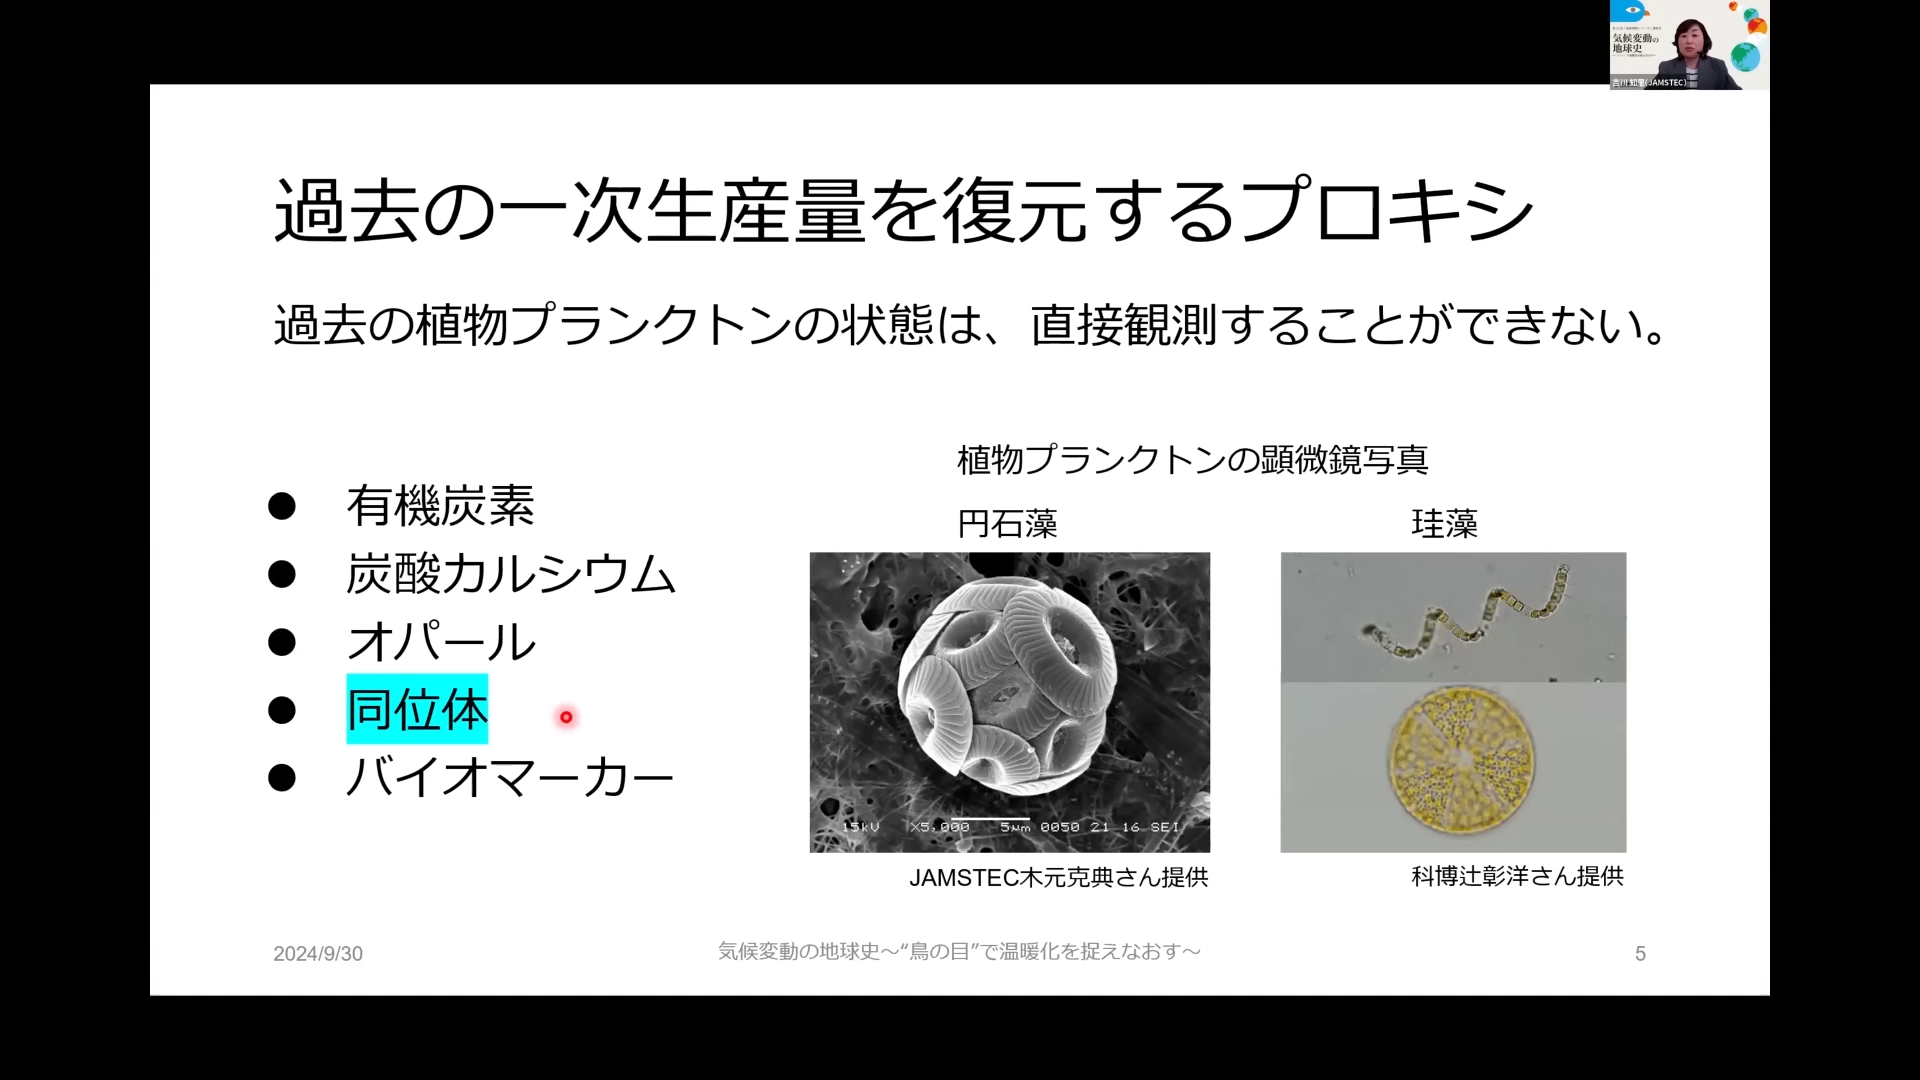 気候変動の
地球史
吉川 知里(JAMSTEC)
過去の一次生産量を復元するプロキシ
過去の植物プランクトンの状態は、直接観測することができない。
● 有機炭素
● 炭酸カルシウム
● オパール
● 同位体
● バイオマーカー
植物プランクトンの顕微鏡写真
円石藻
珪藻
15kV X5,000 5μm 0050 21 16 SEI
JAMSTEC木元克典さん提供
科博辻彰洋さん提供
2024/9/30
気候変動の地球史～“鳥の目”で温暖化を捉えなおす～
5